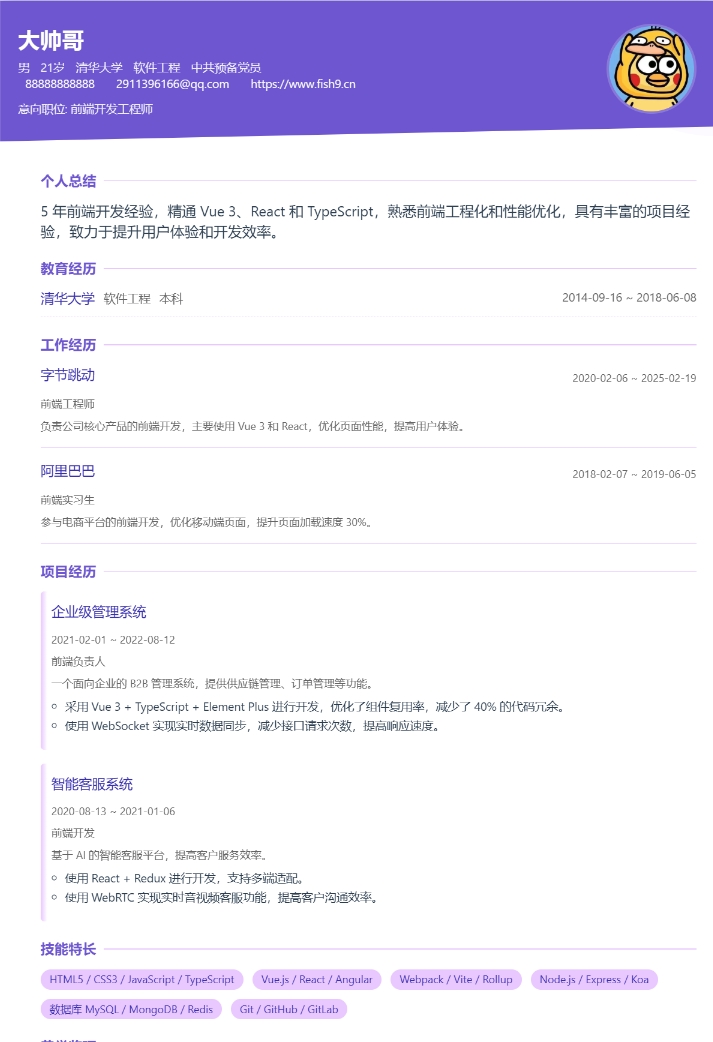 大帅哥
男 21岁 清华大学 软件工程 中共预备党员
88888888888 2911396166@qq.com https://www.fish9.cn
意向职位: 前端开发工程师
个人总结
5 年前端开发经验，精通 Vue 3、React 和 TypeScript，熟悉前端工程化和性能优化，具有丰富的项目经
验，致力于提升用户体验和开发效率。
教育经历
清华大学 软件工程 本科 2014-09-16 ~ 2018-06-08
工作经历
字节跳动 2020-02-06 ~ 2025-02-19
前端工程师
负责公司核心产品的前端开发，主要使用 Vue 3 和 React，优化页面性能，提高用户体验。
阿里巴巴 2018-02-07 ~ 2019-06-05
前端实习生
参与电商平台的前端开发，优化移动端页面，提升页面加载速度 30%。
项目经历
企业级管理系统
2021-02-01 ~ 2022-08-12
前端负责人
一个面向企业的 B2B 管理系统，提供供应链管理、订单管理等功能。
采用 Vue 3 + TypeScript + Element Plus 进行开发，优化了组件复用率，减少了 40% 的代码冗余。
使用 WebSocket 实现实时数据同步，减少接口请求次数，提高响应速度。
智能客服系统
2020-08-13 ~ 2021-01-06
前端开发
基于 AI 的智能客服平台，提高客户服务效率。
使用 React + Redux 进行开发，支持多端适配。
使用 WebRTC 实现实时音视频客服功能，提高客户沟通效率。
技能特长
HTML5 / CSS3 / JavaScript / TypeScript Vue.js / React / Angular Webpack / Vite / Rollup Node.js / Express / Koa
数据库 MySQL / MongoDB / Redis Git / GitHub / GitLab